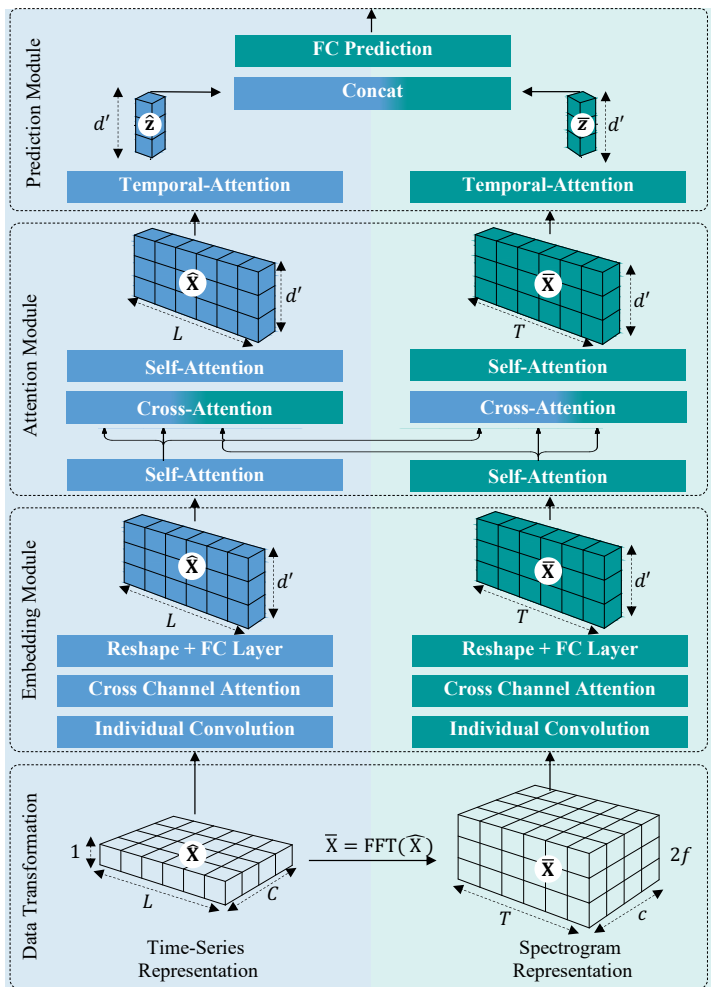 Prediction Module
FC Prediction
Concat
d′
ẑ
z̄
d′
Temporal-Attention
Temporal-Attention
Attention Module
X̂
d′
L
X̄
d′
T
Self-Attention
Self-Attention
Cross-Attention
Cross-Attention
Self-Attention
Self-Attention
Embedding Module
X̂
d′
L
X̄
d′
T
Reshape + FC Layer
Reshape + FC Layer
Cross Channel Attention
Cross Channel Attention
Individual Convolution
Individual Convolution
Data Transformation
1
X̂
L
C
X̄ = FFT(X̂)
X̄
2f
T
c
Time-Series
Representation
Spectrogram
Representation